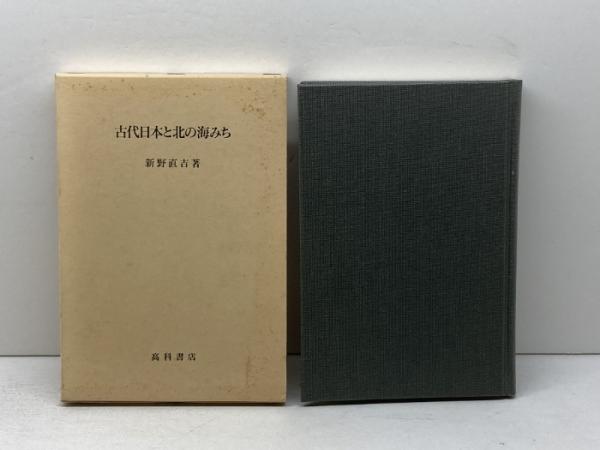 古代日本と北の海みち
新野直吉著
高科書店